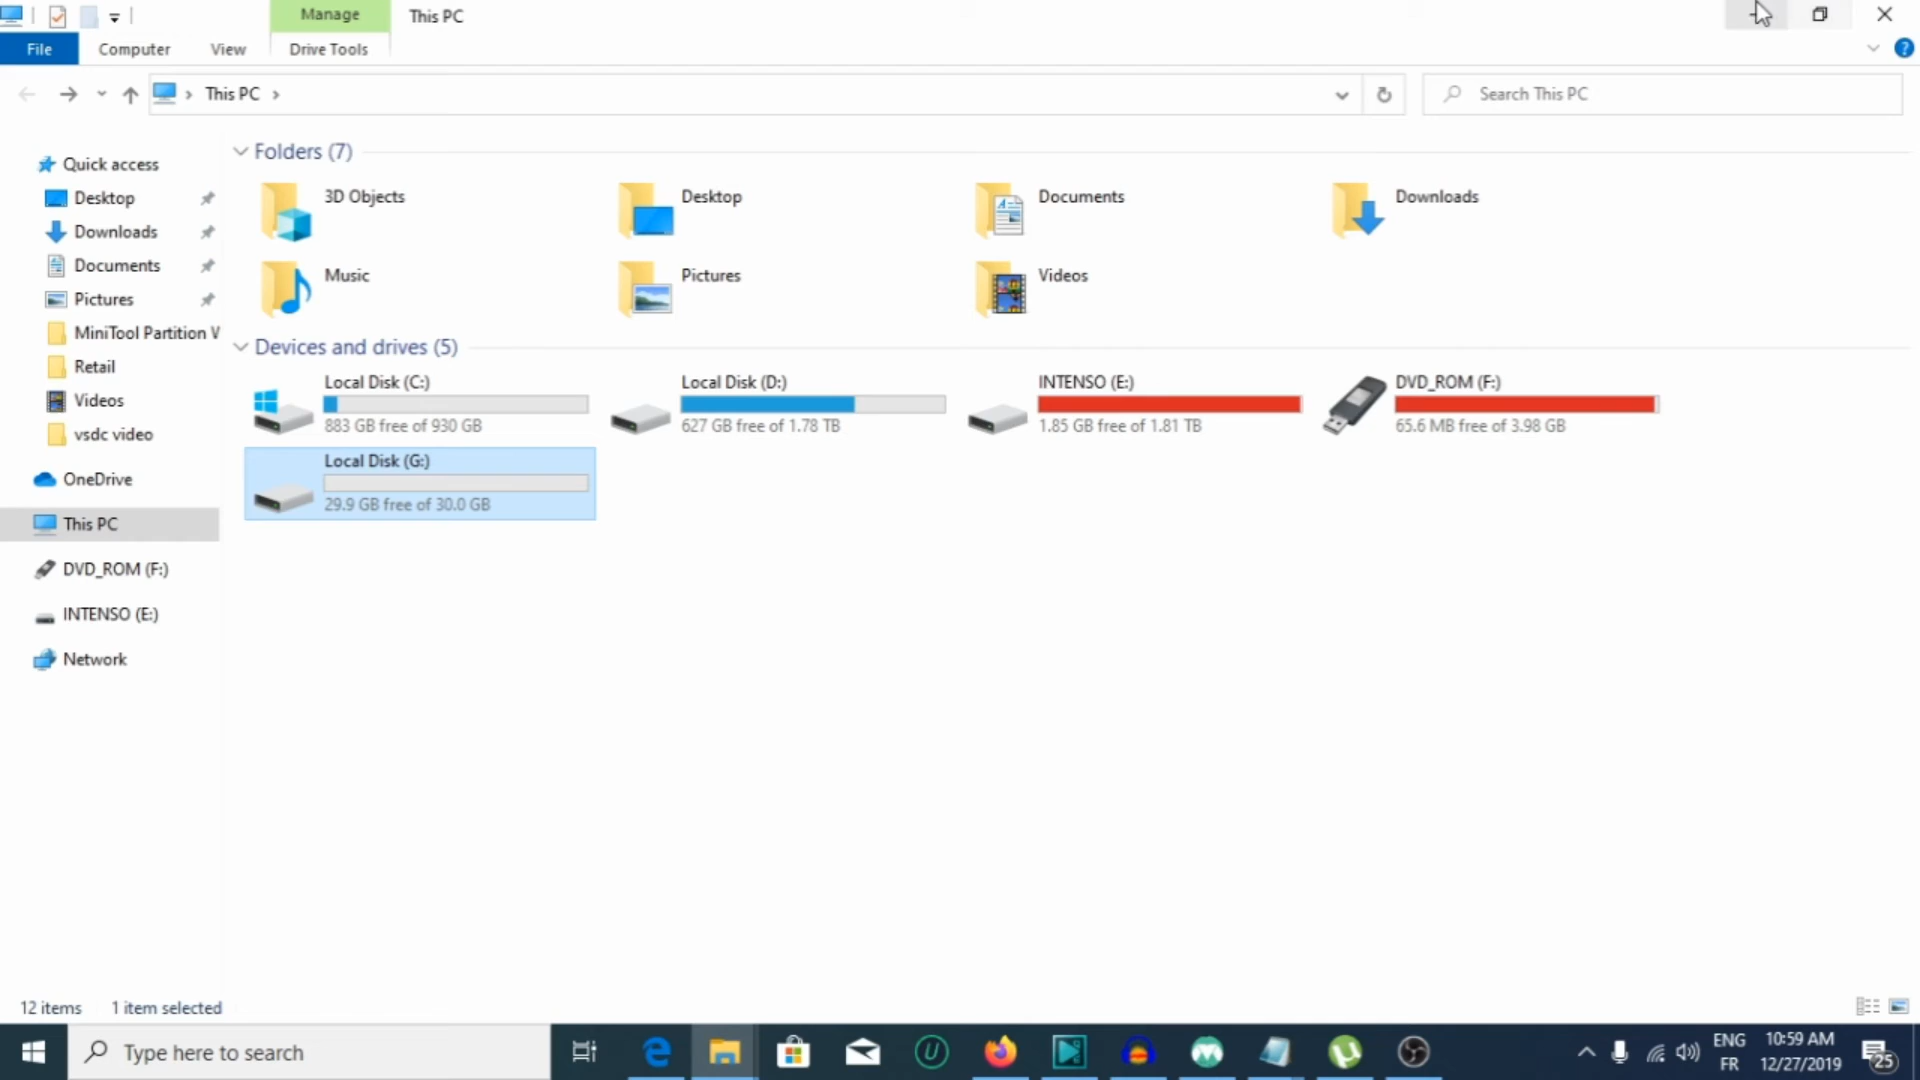 Manage
This PC
File
Computer
View
Drive Tools
This PC
Search This PC
Quick access
Desktop
Downloads
Documents
Pictures
MiniTool Partition
Retail
Videos
vsdc video
OneDrive
This PC
DVD_ROM (F:)
INTENSO (E:)
Network
Folders (7)
3D Objects
Desktop
Documents
Downloads
Music
Pictures
Videos
Devices and drives (5)
Local Disk (C:)
883 GB free of 930 GB
Local Disk (D:)
627 GB free of 1.78 TB
INTENSO (E:)
1.85 GB free of 1.81 TB
DVD_ROM (F:)
65.6 MB free of 3.98 GB
Local Disk (G:)
29.9 GB free of 30.0 GB
12 items
1 item selected
Type here to search
ENG
FR
10:59 AM
12/27/2019
25